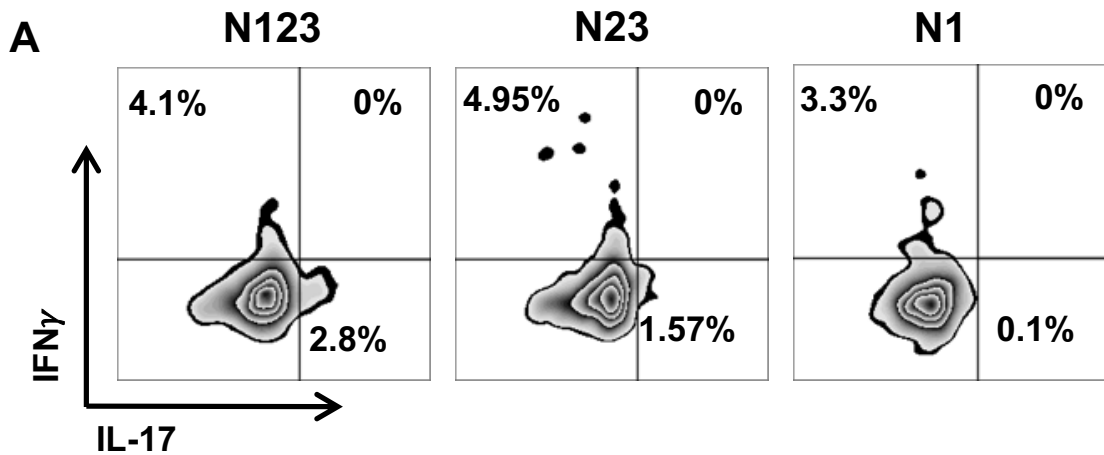 A
N123 N23 N1
4.1% 0% 4.95% 0% 3.3% 0%
2.8% 1.57% 0.1%
IFNγ
IL-17